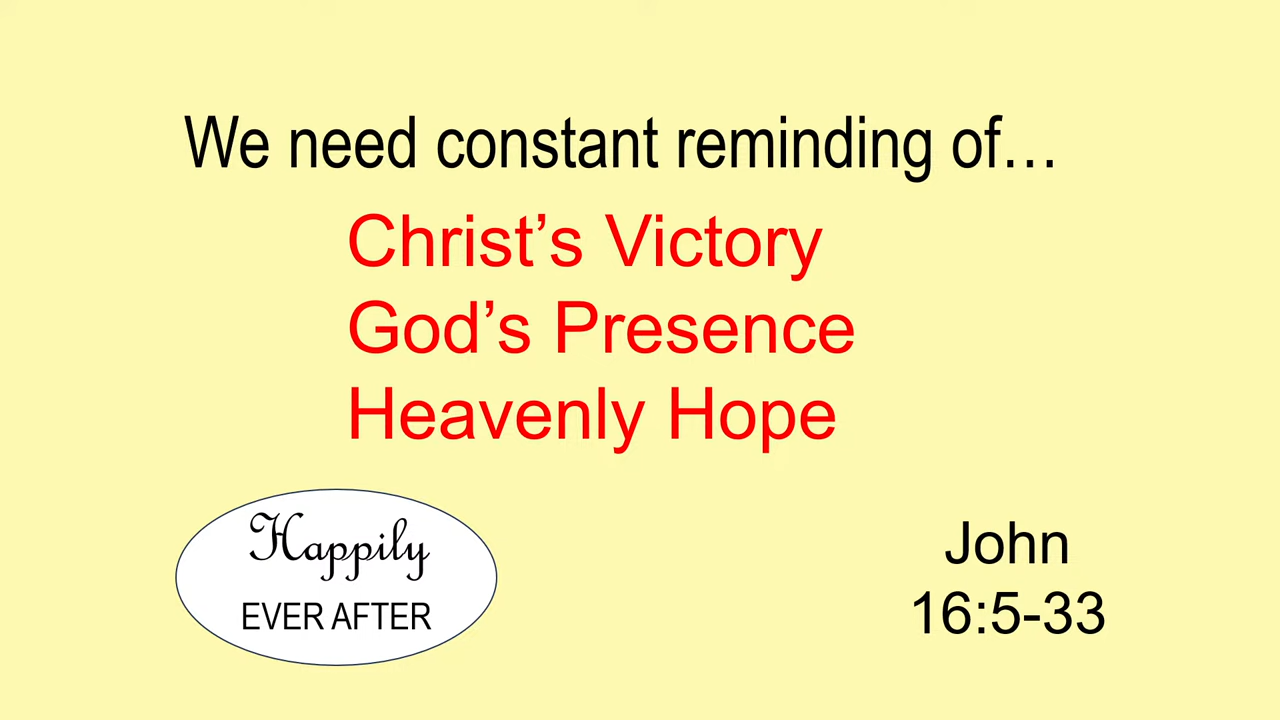 We need constant reminding of…
Christ’s Victory
God’s Presence
Heavenly Hope
Happily
EVER AFTER
John
16:5-33